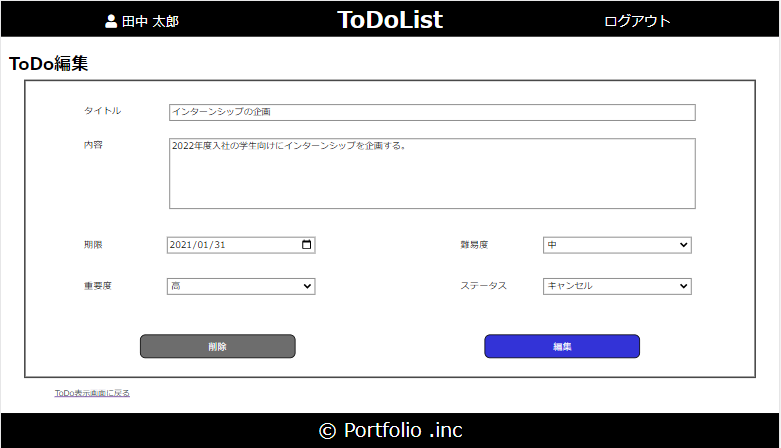 田中 太郎
ToDoList
ログアウト
ToDo編集
タイトル
インターンシップの企画
内容
2022年度入社の学生向けにインターンシップを企画する。
期限
2021/01/31
難易度
中
重要度
高
ステータス
キャンセル
削除
編集
ToDo表示画面に戻る
© Portfolio .inc